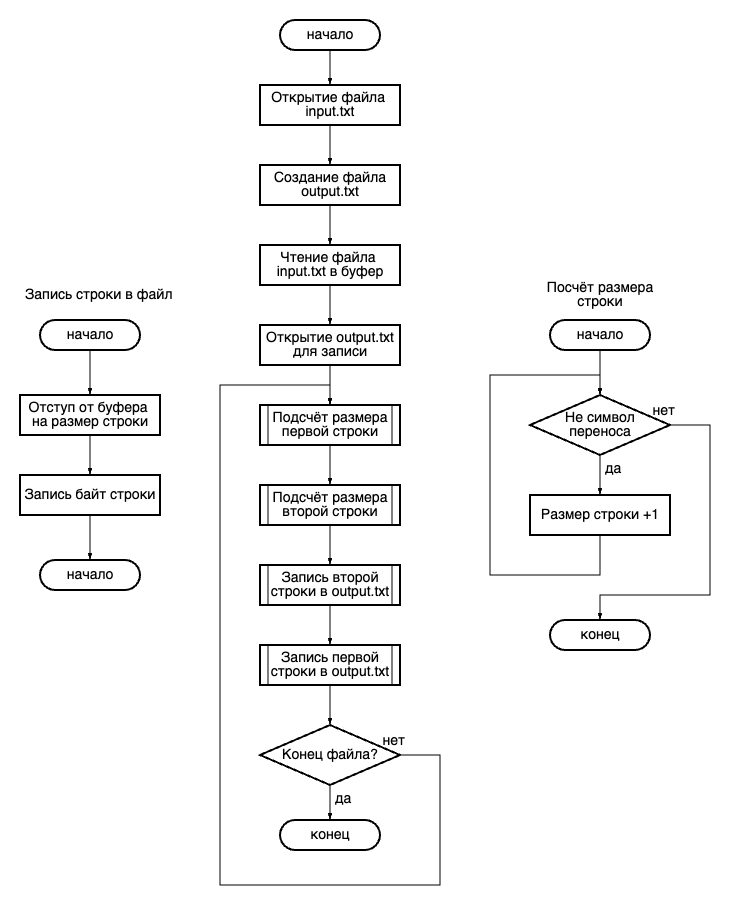 начало
Открытие файла
input.txt
Создание файла
output.txt
Чтение файла
input.txt в буфер
Открытие output.txt
для записи
Подсчёт размера
первой строки
Подсчёт размера
второй строки
Запись второй
строки в output.txt
Запись первой
строки в output.txt
Конец файла?
нет
да
конец
Запись строки в файл
начало
Отступ от буфера
на размер строки
Запись байт строки
начало
Посчёт размера
строки
начало
Не символ
переноса
нет
да
Размер строки +1
конец